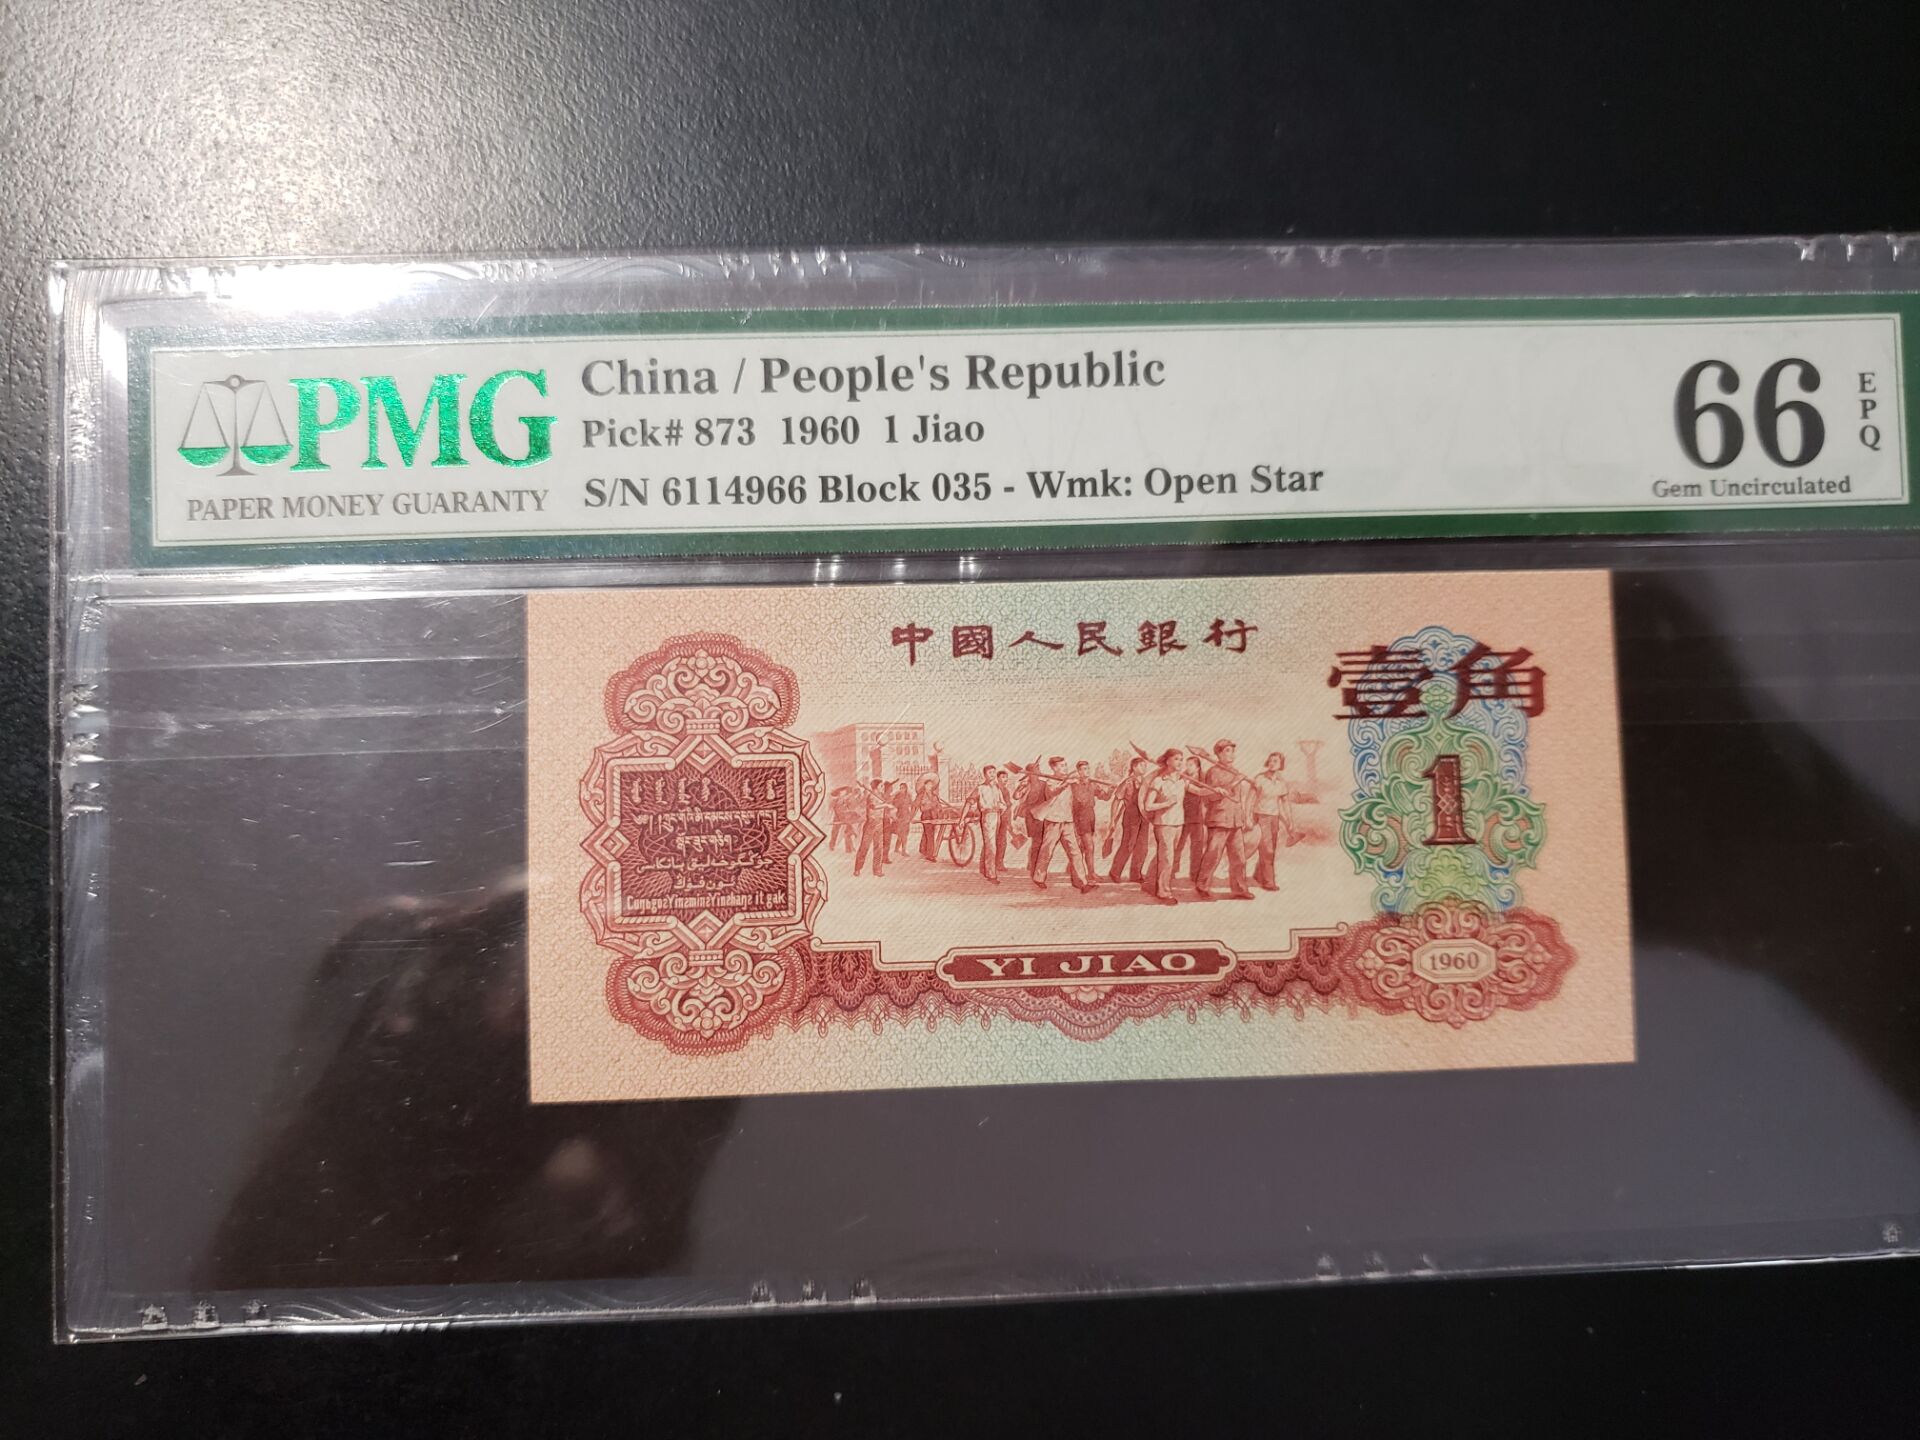 PMG
PAPER MONEY GUARANTY
China / People's Republic
Pick# 873 1960 1 Jiao
S/N 6114966 Block 035 - Wmk: Open Star
66
EPQ
Gem Uncirculated
中國人民銀行
壹角
1
YI JIAO
1960